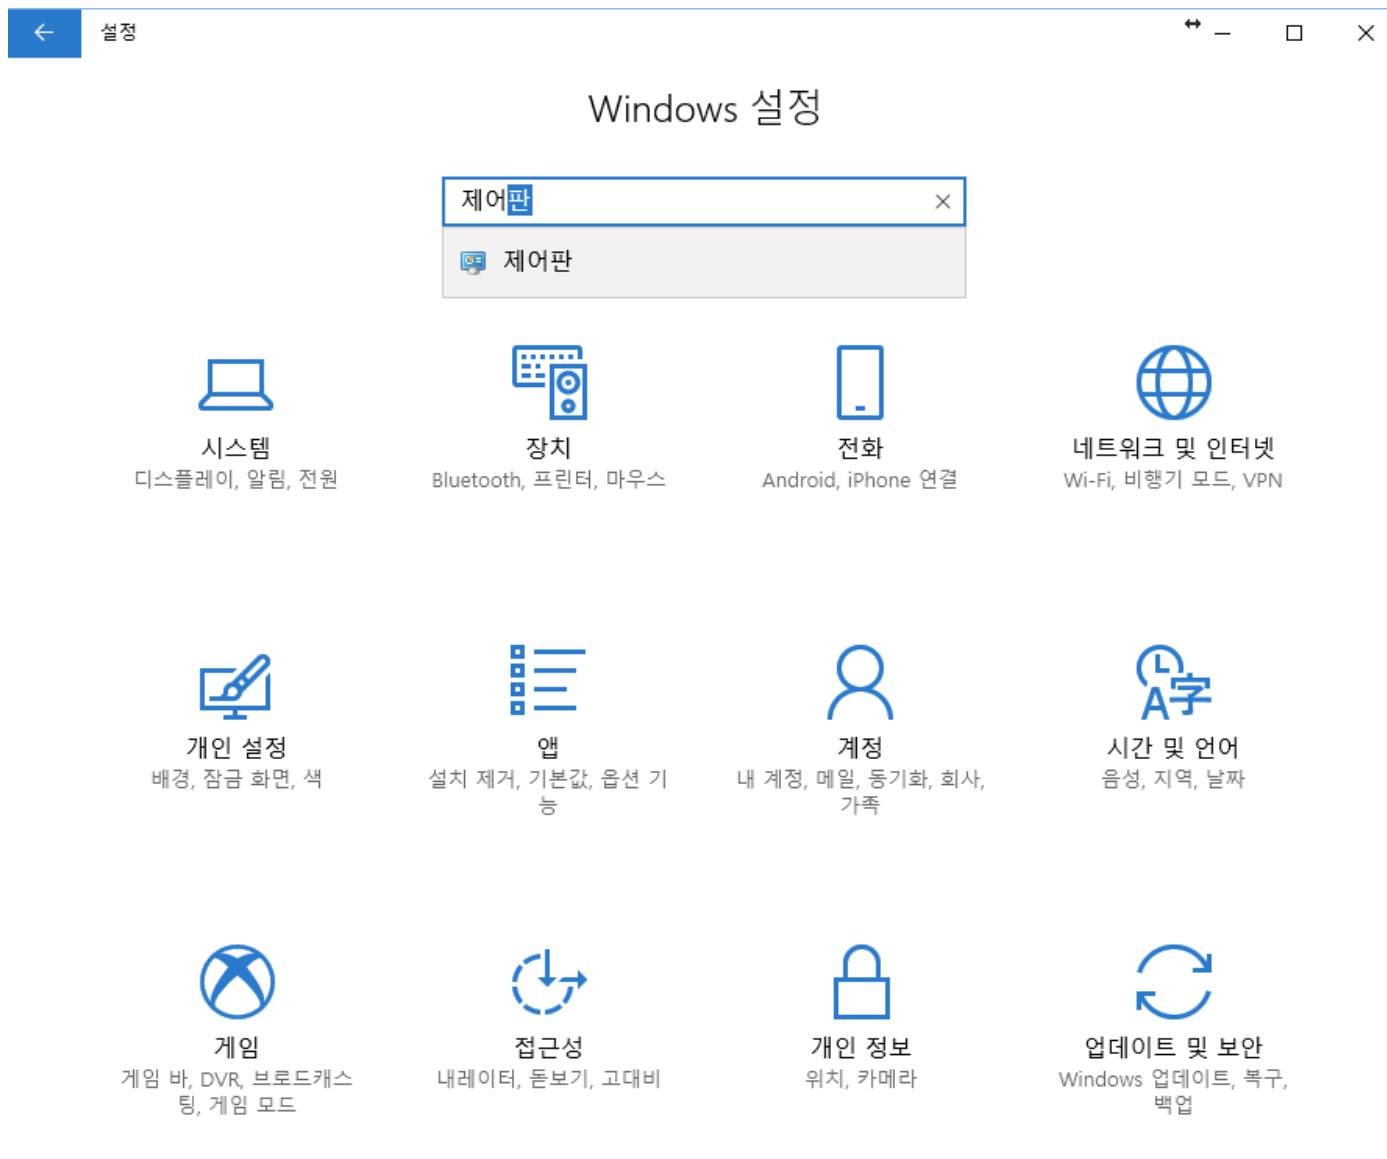 설정
Windows 설정
제어판
제어판
시스템
디스플레이, 알림, 전원
장치
Bluetooth, 프린터, 마우스
전화
Android, iPhone 연결
네트워크 및 인터넷
Wi-Fi, 비행기 모드, VPN
개인 설정
배경, 잠금 화면, 색
앱
설치 제거, 기본값, 옵션 기
능
계정
내 계정, 메일, 동기화, 회사,
가족
시간 및 언어
음성, 지역, 날짜
게임
게임 바, DVR, 브로드캐스
팅, 게임 모드
접근성
내레이터, 돋보기, 고대비
개인 정보
위치, 카메라
업데이트 및 보안
Windows 업데이트, 복구,
백업